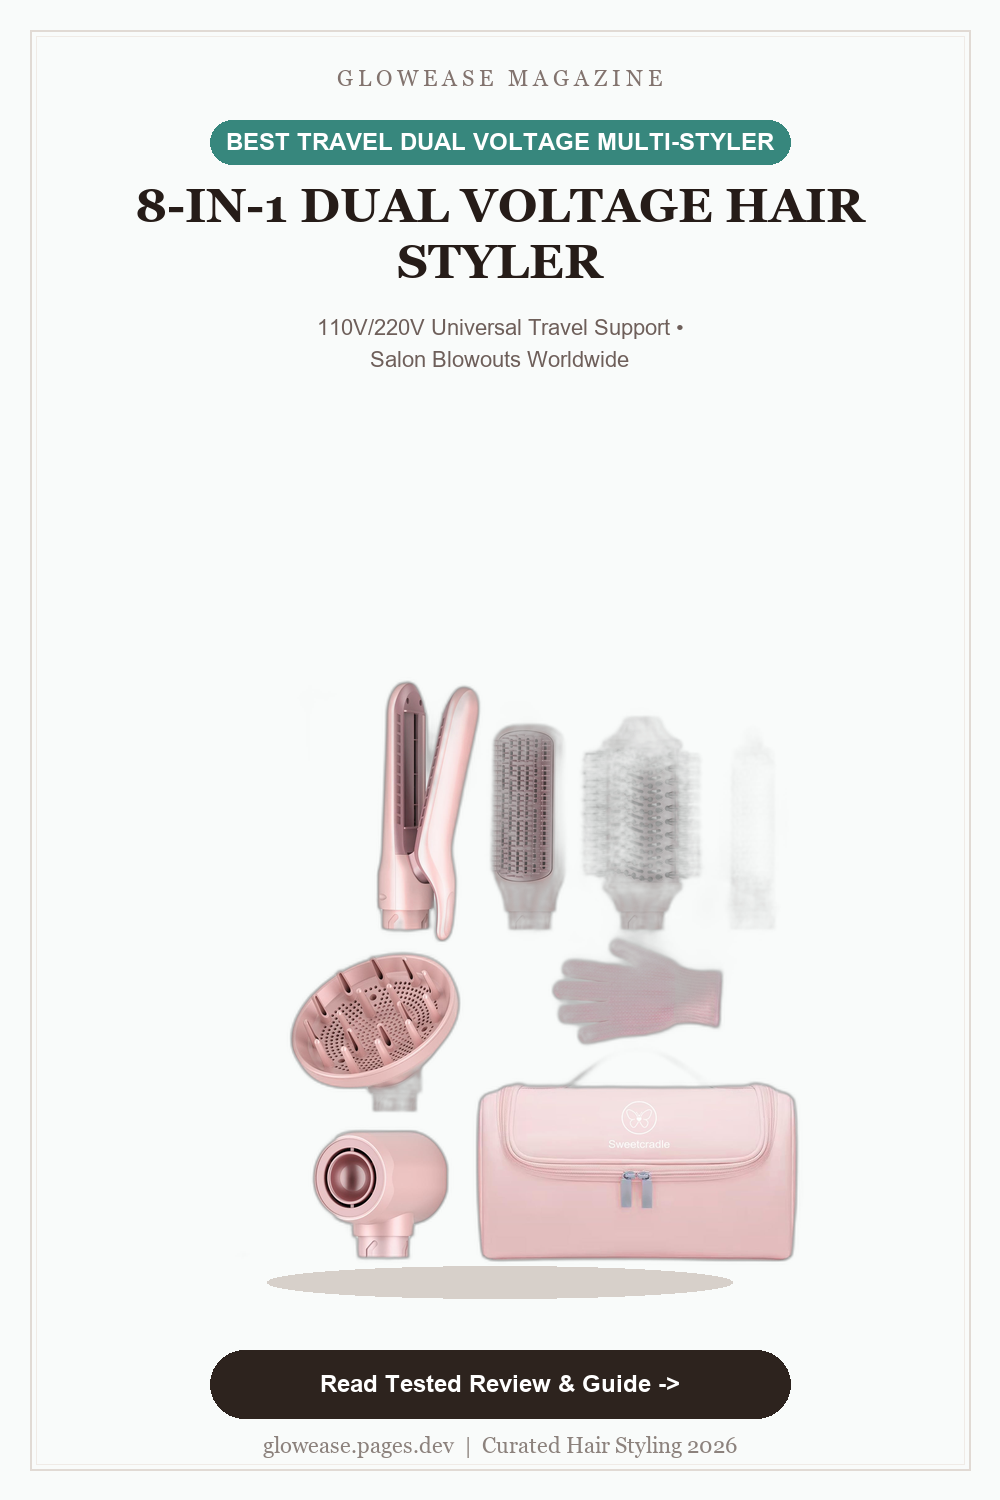 GLOWEASE MAGAZINE
BEST TRAVEL DUAL VOLTAGE MULTI-STYLER
8-IN-1 DUAL VOLTAGE HAIR
STYLER
110V/220V Universal Travel Support •
Salon Blowouts Worldwide
Sweetcradle
Read Tested Review & Guide ->
glowease.pages.dev | Curated Hair Styling 2026